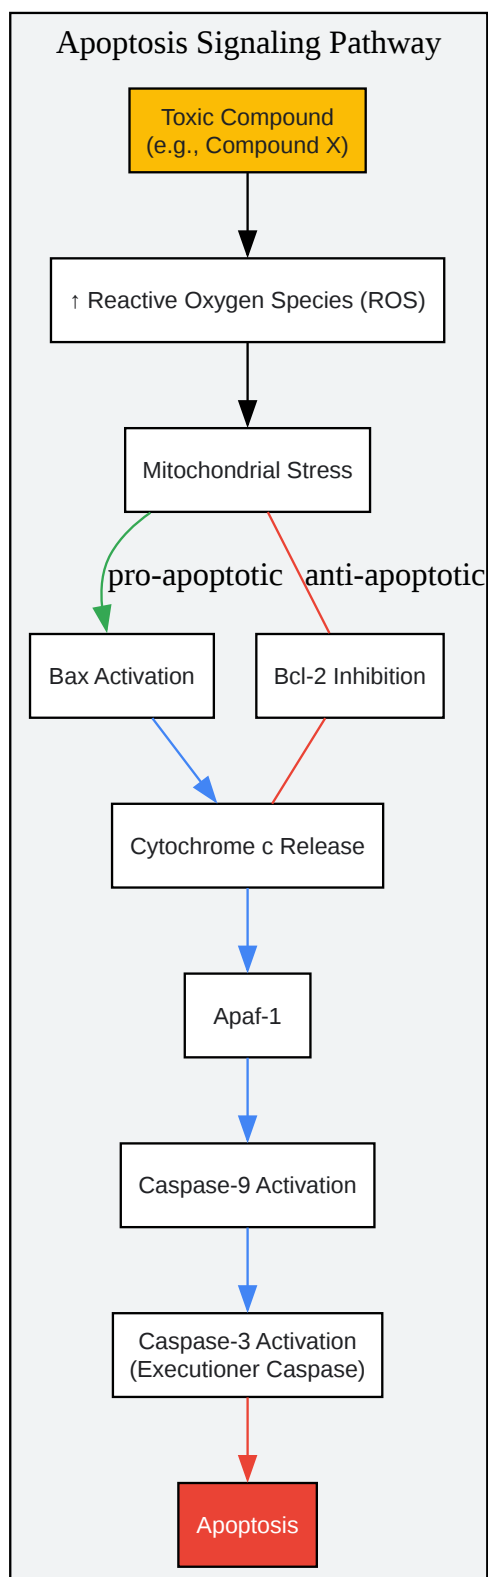 Apoptosis Signaling Pathway
Toxic Compound
(e.g., Compound X)
↑ Reactive Oxygen Species (ROS)
Mitochondrial Stress
pro-apoptotic
anti-apoptotic
Bax Activation
Bcl-2 Inhibition
Cytochrome c Release
Apaf-1
Caspase-9 Activation
Caspase-3 Activation
(Executioner Caspase)
Apoptosis